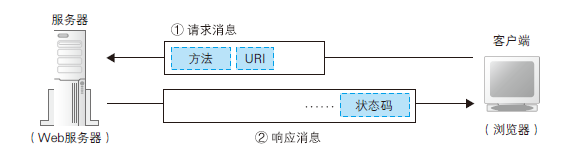 服务器
① 请求消息
客户端
方法
URI
······
状态码
(Web服务器)
② 响应消息
(浏览器)